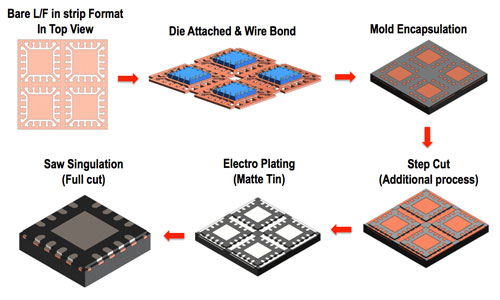 Bare L/F in strip Format
In Top View
Die Attached & Wire Bond
Mold Encapsulation
Step Cut
(Additional process)
Electro Plating
(Matte Tin)
Saw Singulation
(Full cut)